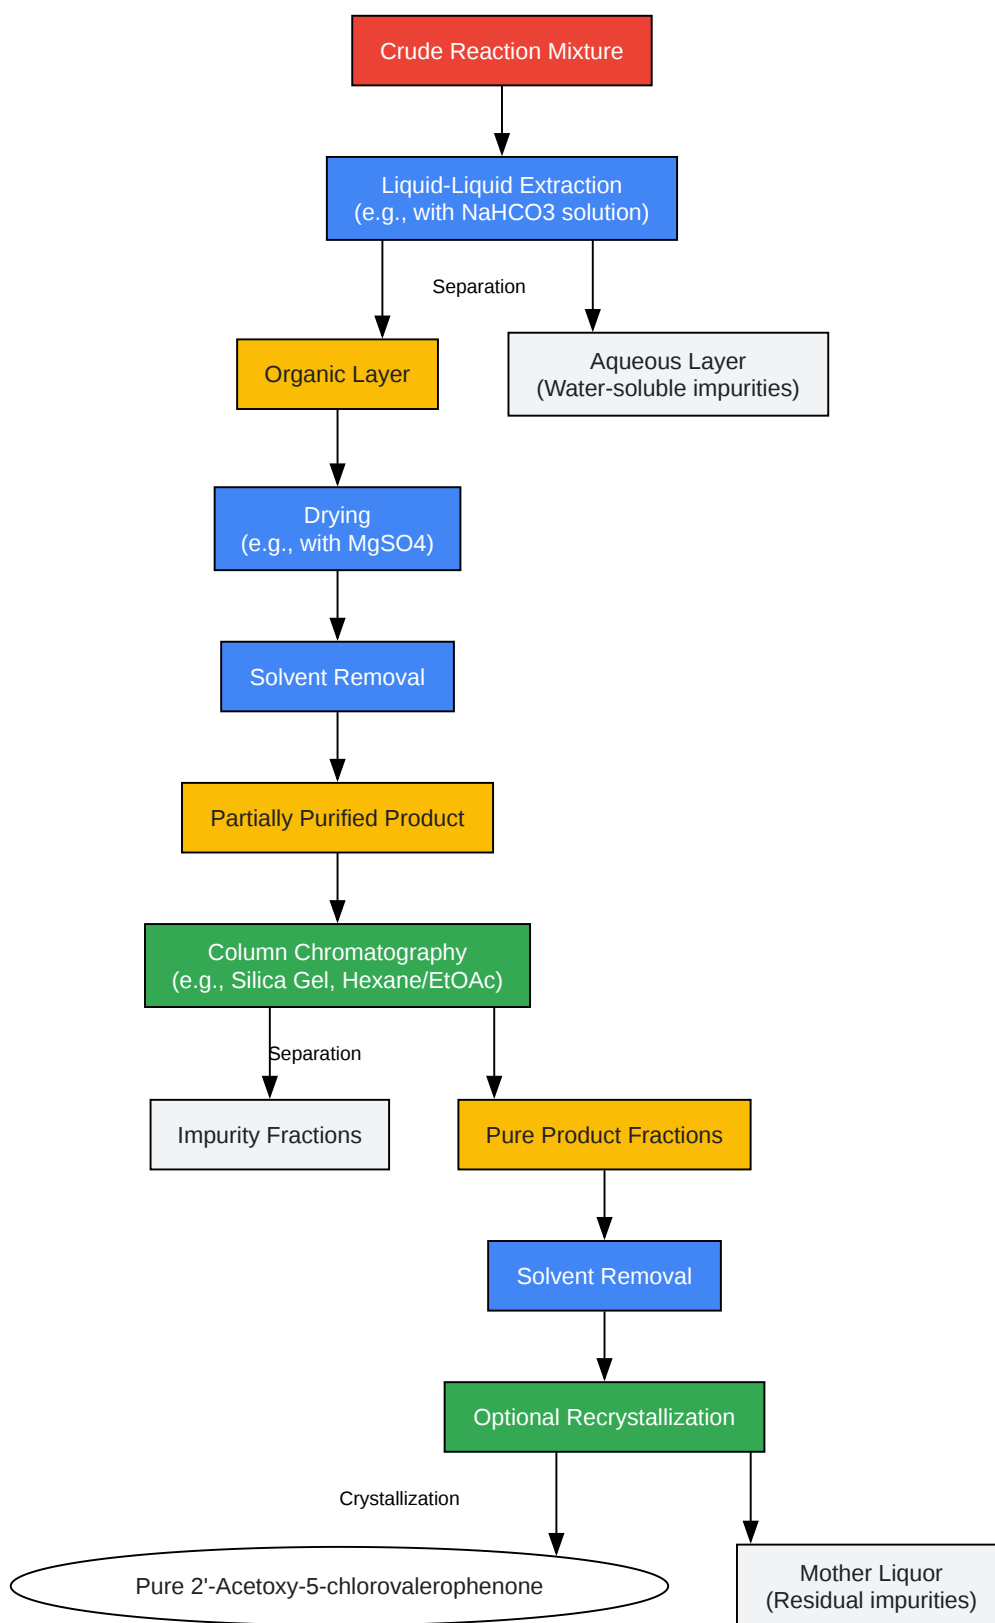 Crude Reaction Mixture
Liquid-Liquid Extraction
(e.g., with NaHCO3 solution)
Separation
Organic Layer
Aqueous Layer
(Water-soluble impurities)
Drying
(e.g., with MgSO4)
Solvent Removal
Partially Purified Product
Column Chromatography
(e.g., Silica Gel, Hexane/EtOAc)
Separation
Impurity Fractions
Pure Product Fractions
Solvent Removal
Optional Recrystallization
Crystallization
Pure 2'-Acetoxy-5-chlorovalerophenone
Mother Liquor
(Residual impurities)